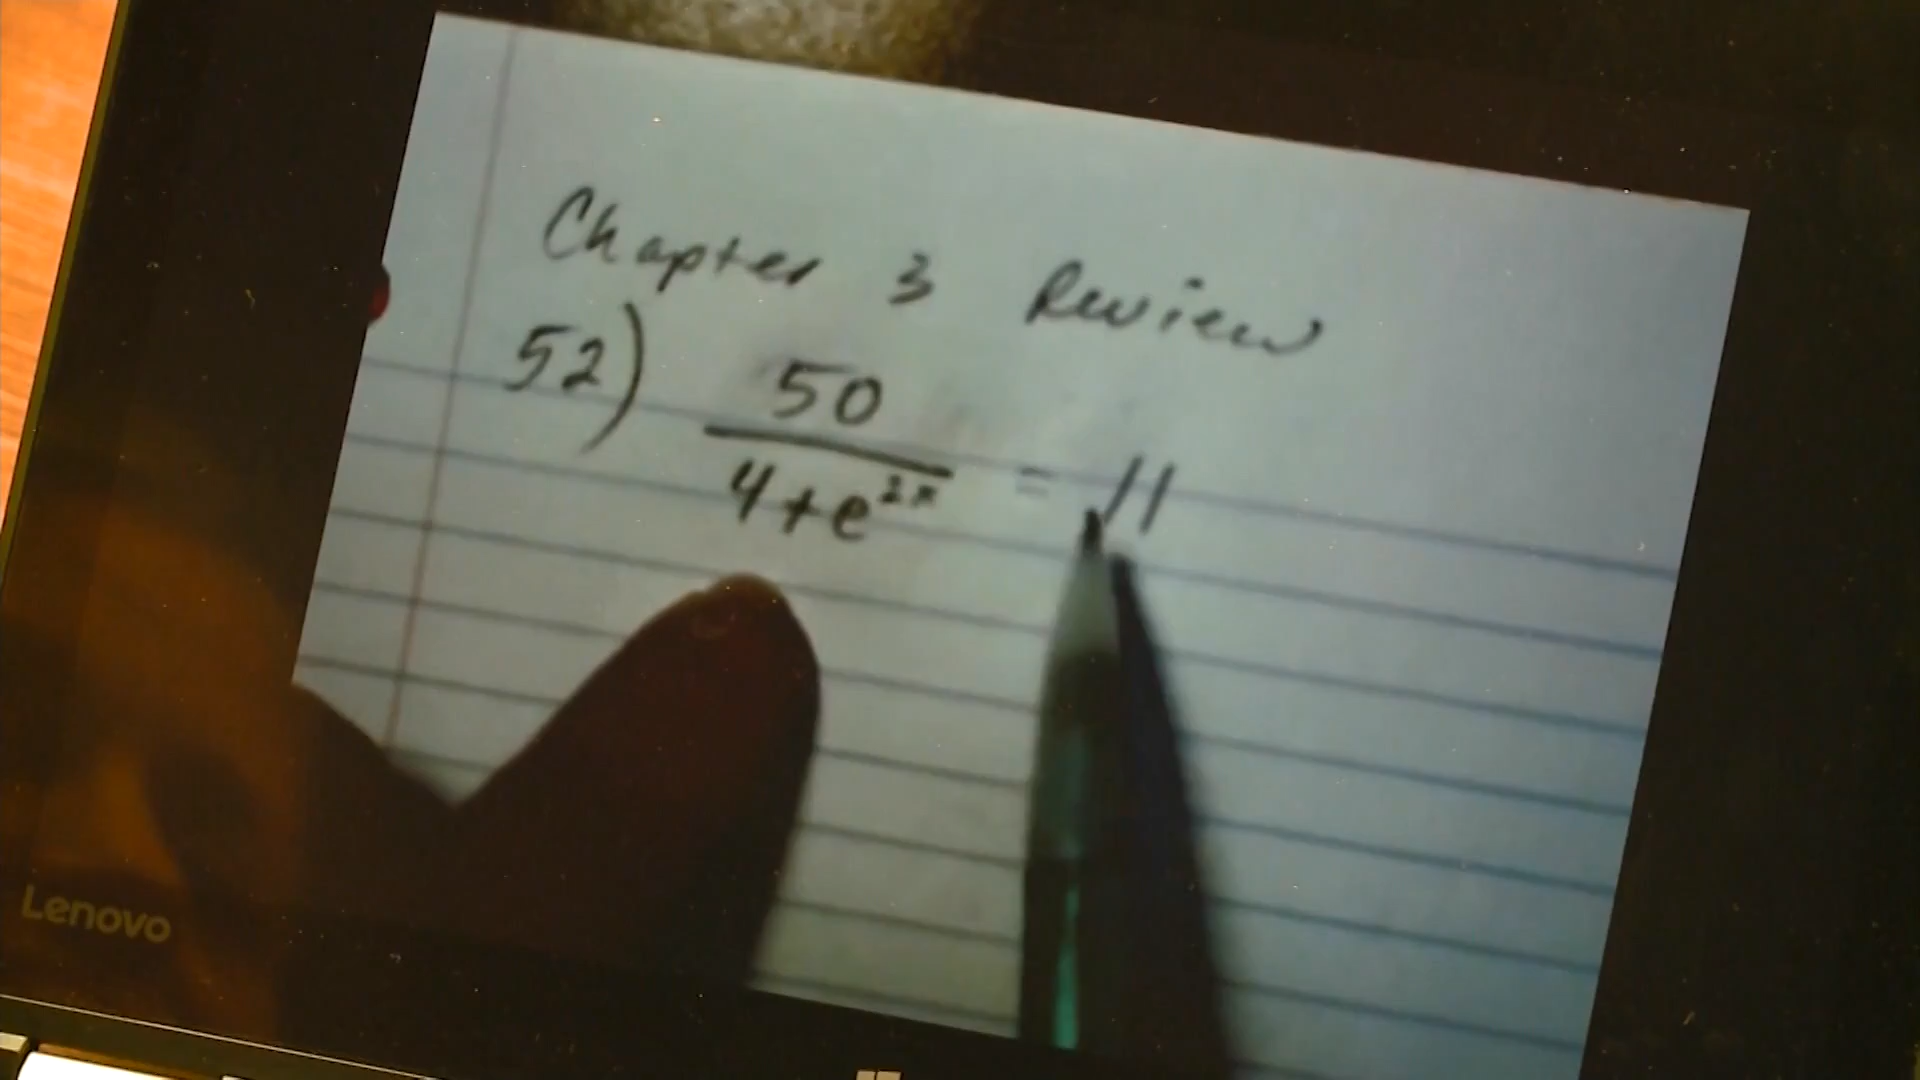 Chapter 3 Review
52) 50
4+e^2x = 11
Lenovo